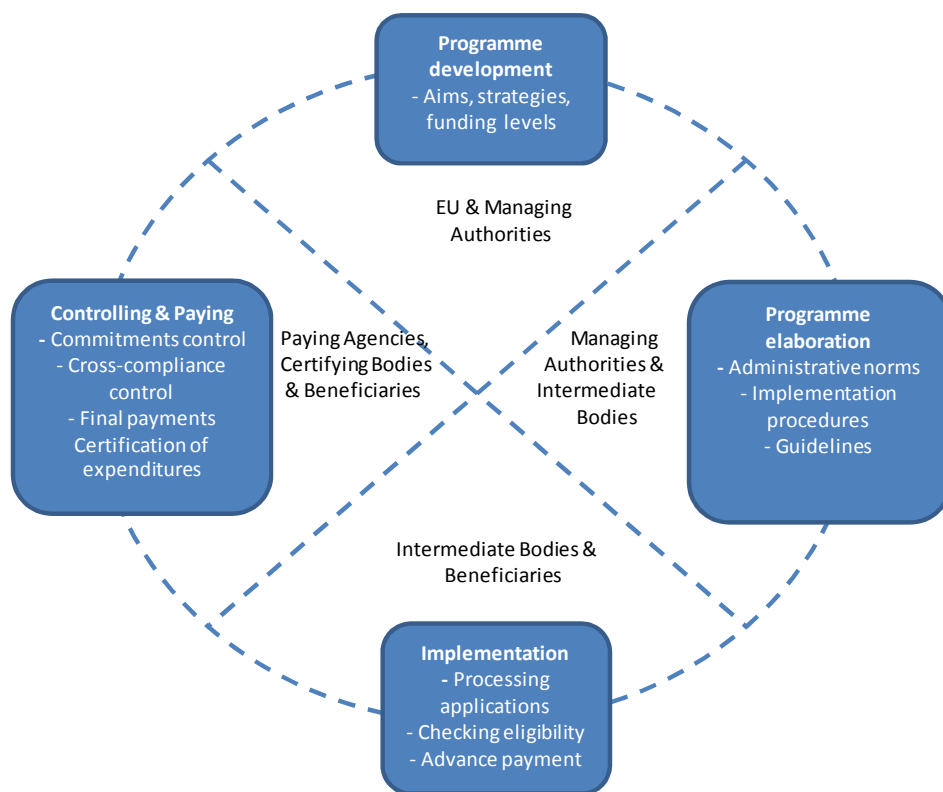 Programme
development
- Aims, strategies,
funding levels
EU & Managing
Authorities
Controlling & Paying
- Commitments control
- Cross-compliance
control
- Final payments
Certification of
expenditures
Paying Agencies,
Certifying Bodies
& Beneficiaries
Managing
Authorities &
Intermediate
Bodies
Programme
elaboration
- Administrative norms
- Implementation
procedures
- Guidelines
Intermediate Bodies &
Beneficiaries
Implementation
- Processing
applications
- Checking eligibility
- Advance payment